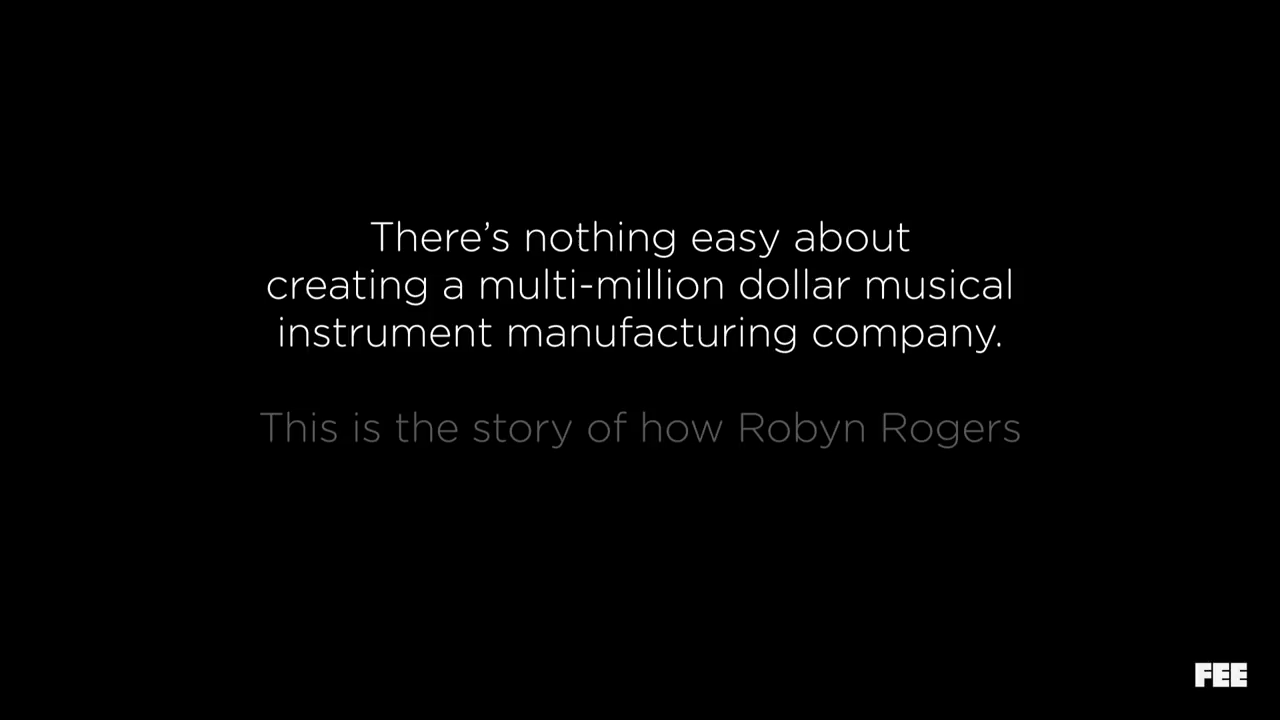 There’s nothing easy about
creating a multi-million dollar musical
instrument manufacturing company.
This is the story of how Robyn Rogers
FEE